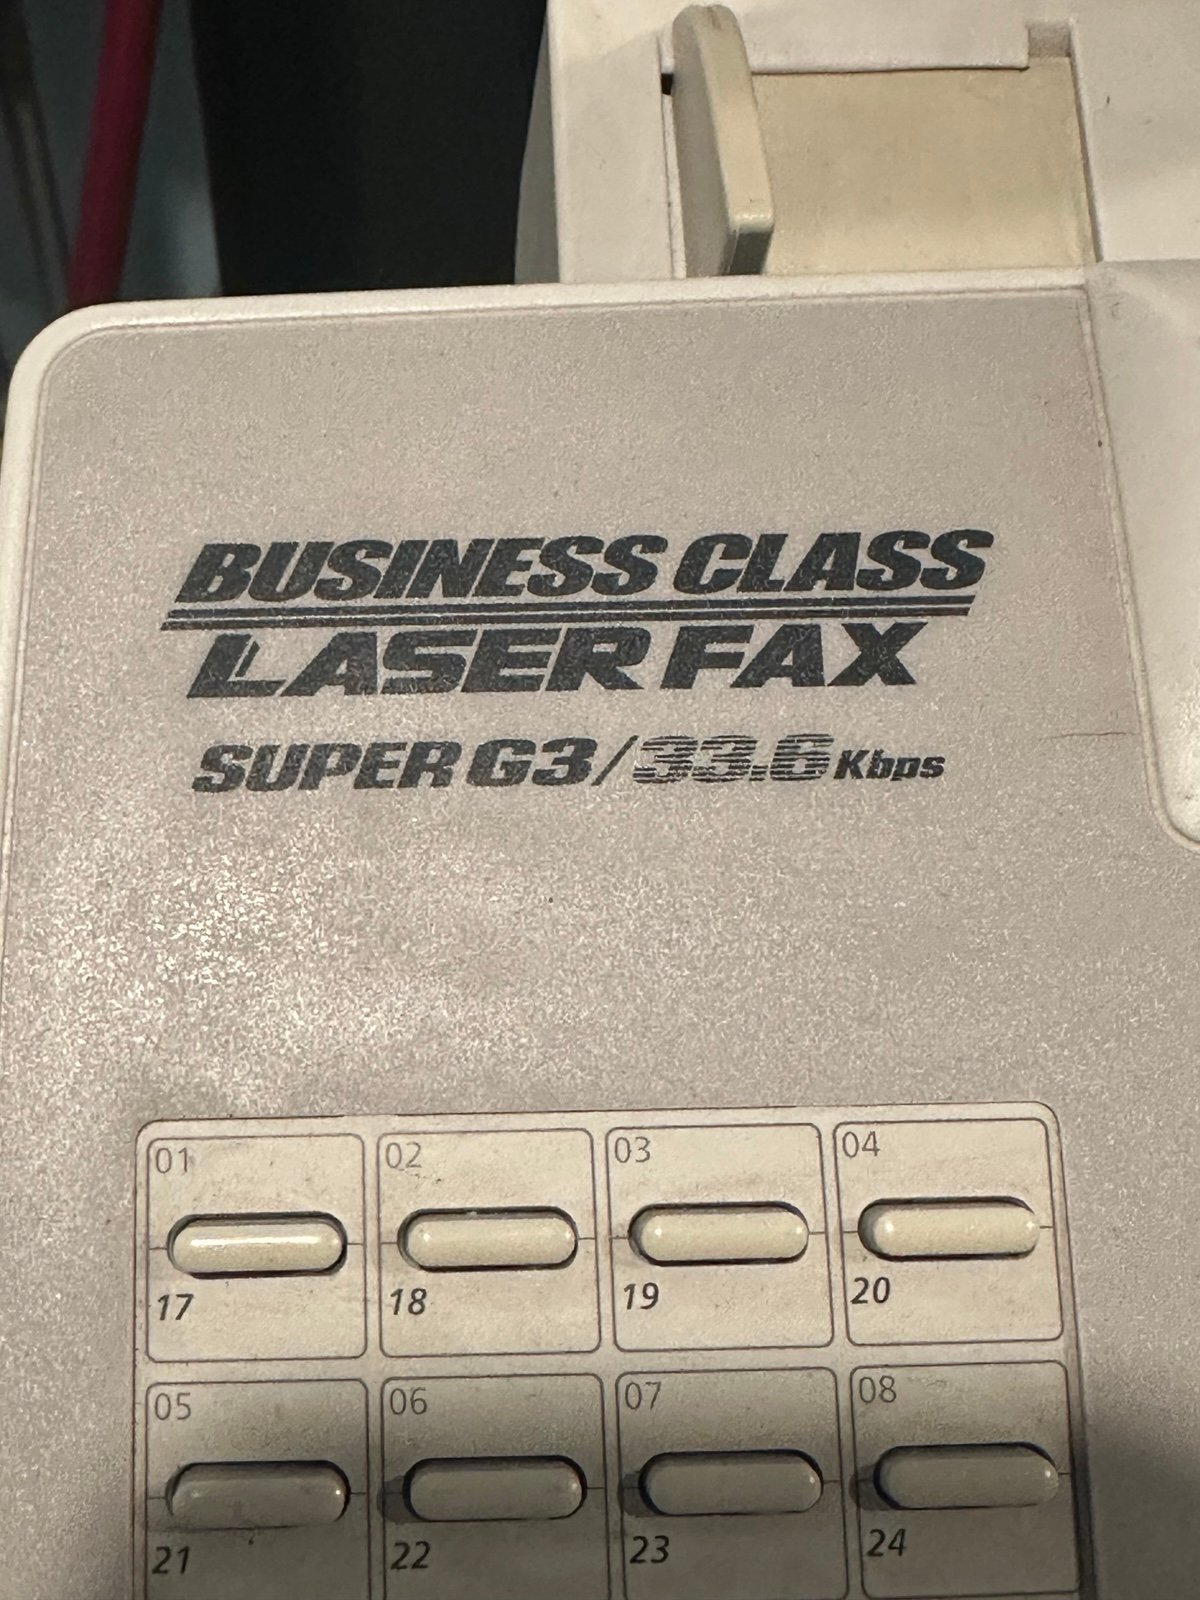 BUSINESS CLASS
LASER FAX
SUPER G3/33.6 Kbps
01 02 03 04
17 18 19 20
05 06 07 08
21 22 23 24